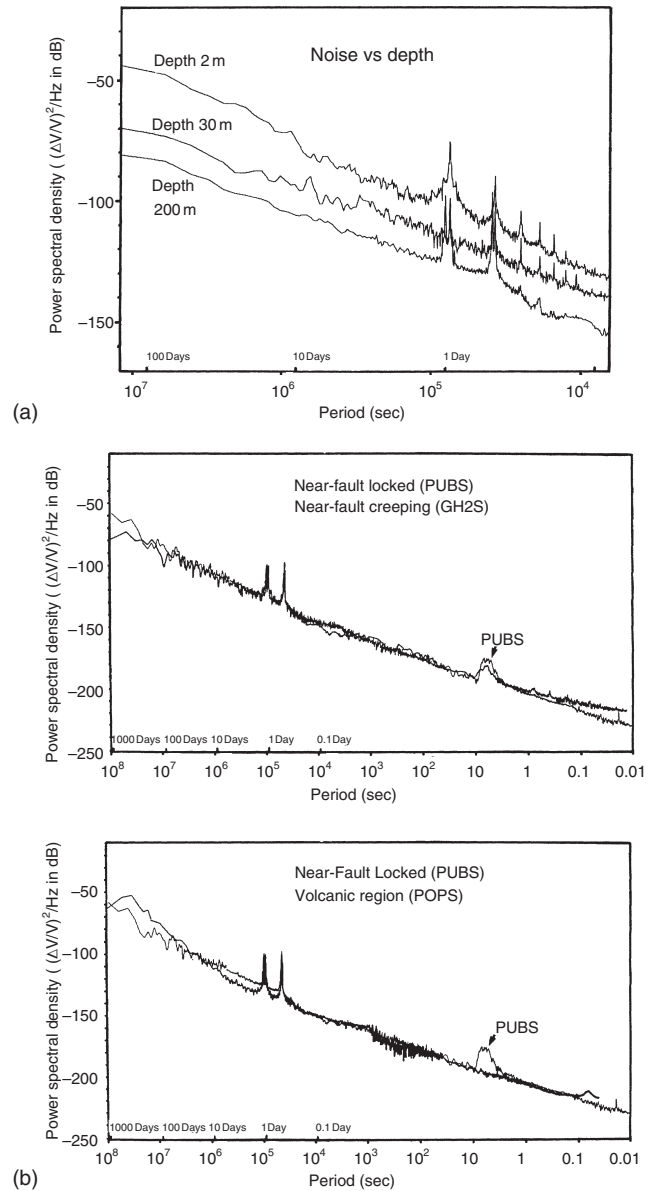 Noise vs depth
Power spectral density ( (ΔV/V)²/Hz in dB)
−50
−100
−150
Depth 2 m
Depth 30 m
Depth
200 m
100 Days
10 Days
1 Day
10⁷
10⁶
10⁵
10⁴
Period (sec)
(a)
Power spectral density ( (ΔV/V)²/Hz in dB)
−50
−100
−150
−200
−250
Near-fault locked (PUBS)
Near-fault creeping (GH2S)
PUBS
1000 Days
100 Days
10 Days
1 Day
0.1 Day
10⁸
10⁷
10⁶
10⁵
10⁴
10³
10²
10
1
0.1
0.01
Period (sec)
Power spectral density ( (ΔV/V)²/Hz in dB)
−50
−100
−150
−200
−250
Near-Fault Locked (PUBS)
Volcanic region (POPS)
PUBS
1000 Days
100 Days
10 Days
1 Day
0.1 Day
10⁸
10⁷
10⁶
10⁵
10⁴
10³
10²
10
1
0.1
0.01
Period (sec)
(b)